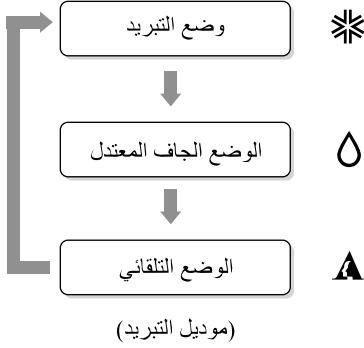 وضع التبريد
الوضع الجاف المعتدل
الوضع التلقائي
(موديل التبريد)